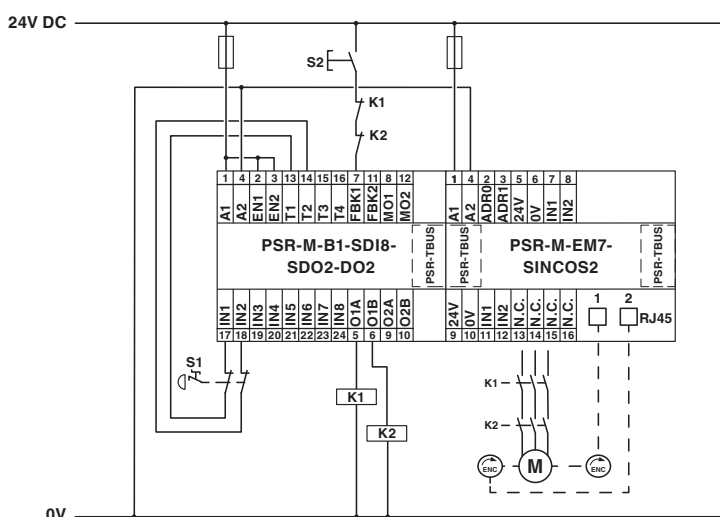 24V DC
S2
K1
K2
1 4 2 3 13 14 15 16 7 11 8 12
A1 A2 EN1 EN2 T1 T2 T3 T4 FBK1 FBK2 MO1 MO2
1 4 2 3 5 6 7 8
A1 A2 ADR0 ADR1 24V 0V IN1 IN2
PSR-M-B1-SDI8-
SDO2-DO2
PSR-TBUS
PSR-TBUS
PSR-M-EM7-
SINCOS2
PSR-TBUS
IN1 IN2 IN3 IN4 IN5 IN6 IN7 IN8 O1A O1B O2A O2B
17 18 19 20 21 22 23 24 5 6 9 10
24V 0V IN1 IN2 N.C. N.C. N.C. N.C.
9 10 11 12 13 14 15 16
1 2
RJ45
S1
K1
K2
K1
K2
ENC
M
ENC
0V